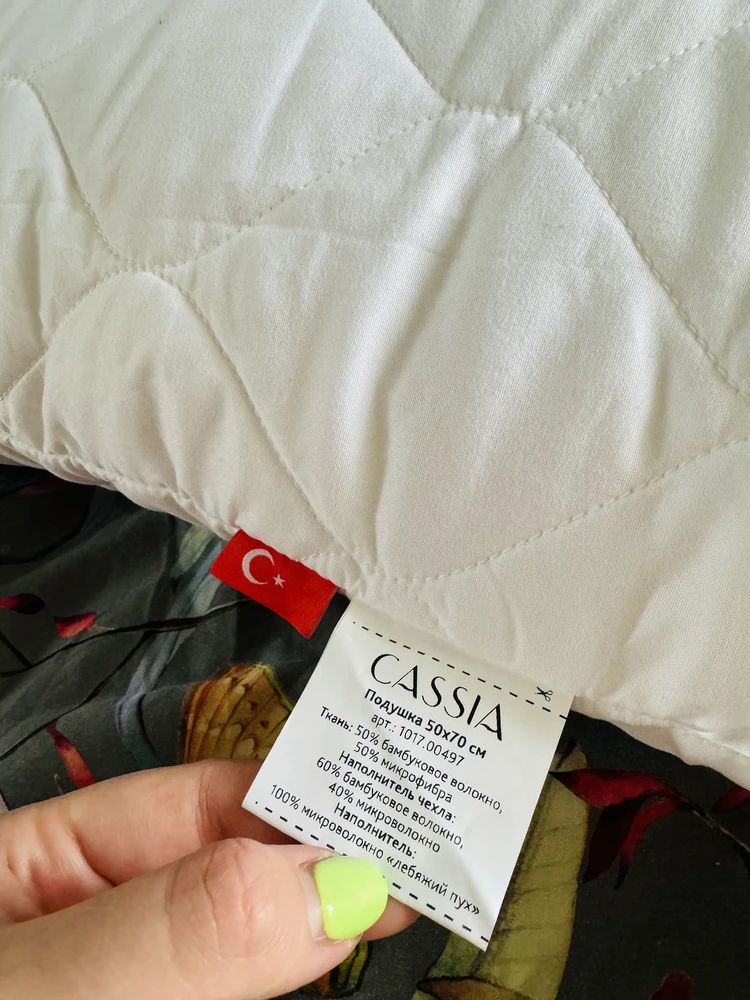 CASSIA
Подушка 50х70 см
арт.: 1017.00497
Ткань: 50% бамбуковое волокно,
50% микрофибра
Наполнитель чехла:
60% бамбуковое волокно,
40% микроволокно
Наполнитель:
100% микроволокно «лебяжий пух»